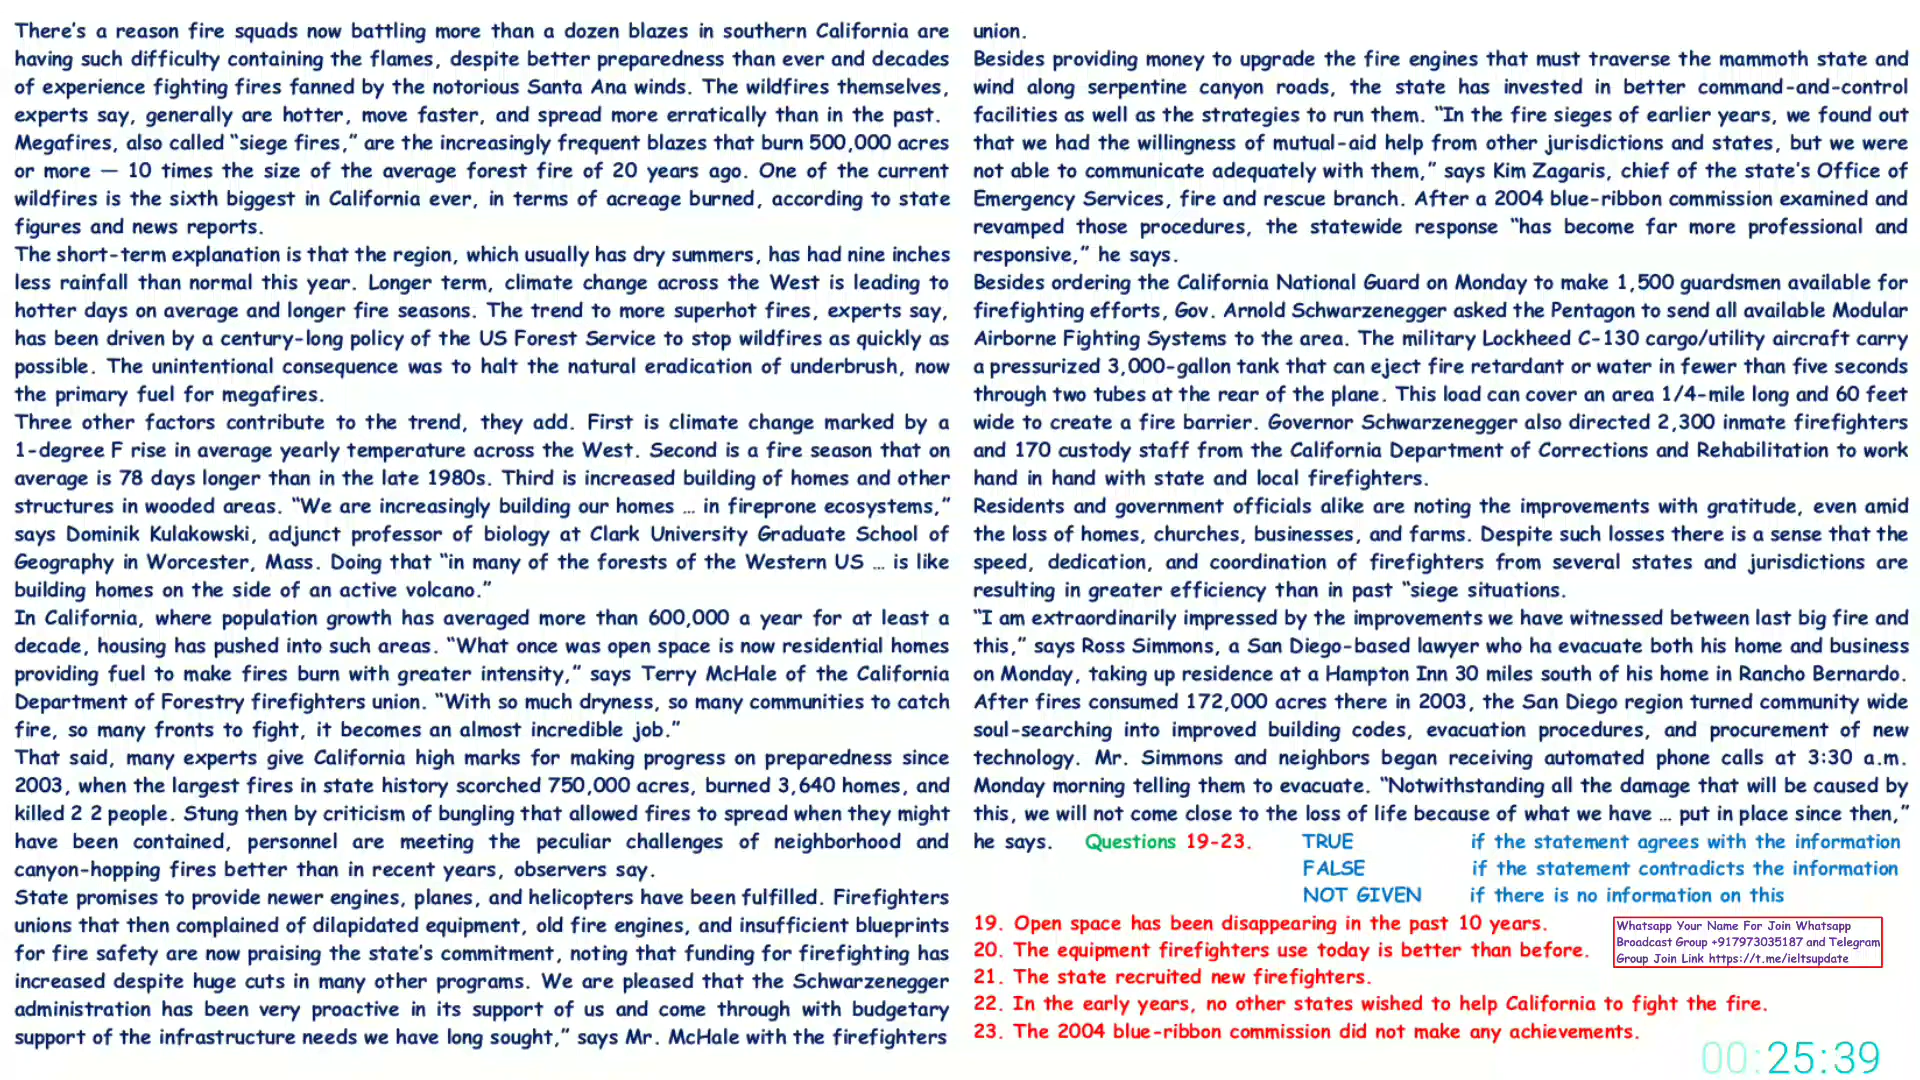 There's a reason fire squads now battling more than a dozen blazes in southern California are
having such difficulty containing the flames, despite better preparedness than ever and decades
of experience fighting fires fanned by the notorious Santa Ana winds. The wildfires themselves,
experts say, generally are hotter, move faster, and spread more erratically than in the past.
Megafires, also called “siege fires,” are the increasingly frequent blazes that burn 500,000 acres
or more — 10 times the size of the average forest fire of 20 years ago. One of the current
wildfires is the sixth biggest in California ever, in terms of acreage burned, according to state
figures and news reports.
The short-term explanation is that the region, which usually has dry summers, has had nine inches
less rainfall than normal this year. Longer term, climate change across the West is leading to
hotter days on average and longer fire seasons. The trend to more superhot fires, experts say,
has been driven by a century-long policy of the US Forest Service to stop wildfires as quickly as
possible. The unintentional consequence was to halt the natural eradication of underbrush, now
the primary fuel for megafires.
Three other factors contribute to the trend, they add. First is climate change marked by a
1-degree F rise in average yearly temperature across the West. Second is a fire season that on
average is 78 days longer than in the late 1980s. Third is increased building of homes and other
structures in wooded areas. “We are increasingly building our homes ... in fireprone ecosystems,”
says Dominik Kulakowski, adjunct professor of biology at Clark University Graduate School of
Geography in Worcester, Mass. Doing that “in many of the forests of the Western US ... is like
building homes on the side of an active volcano.”
In California, where population growth has averaged more than 600,000 a year for at least a
decade, housing has pushed into such areas. “What once was open space is now residential homes
providing fuel to make fires burn with greater intensity,” says Terry McHale of the California
Department of Forestry firefighters union. “With so much dryness, so many communities to catch
fire, so many fronts to fight, it becomes an almost incredible job.”
That said, many experts give California high marks for making progress on preparedness since
2003, when the largest fires in state history scorched 750,000 acres, burned 3,640 homes, and
killed 2 2 people. Stung then by criticism of bungling that allowed fires to spread when they might
have been contained, personnel are meeting the peculiar challenges of neighborhood and
canyon-hopping fires better than in recent years, observers say.
State promises to provide newer engines, planes, and helicopters have been fulfilled. Firefighters
unions that then complained of dilapidated equipment, old fire engines, and insufficient blueprints
for fire safety are now praising the state's commitment, noting that funding for firefighting has
increased despite huge cuts in many other programs. We are pleased that the Schwarzenegger
administration has been very proactive in its support of us and come through with budgetary
support of the infrastructure needs we have long sought,” says Mr. McHale with the firefighters
union.
Besides providing money to upgrade the fire engines that must traverse the mammoth state and
wind along serpentine canyon roads, the state has invested in better command-and-control
facilities as well as the strategies to run them. “In the fire sieges of earlier years, we found out
that we had the willingness of mutual-aid help from other jurisdictions and states, but we were
not able to communicate adequately with them,” says Kim Zagaris, chief of the state's Office of
Emergency Services, fire and rescue branch. After a 2004 blue-ribbon commission examined and
revamped those procedures, the statewide response “has become far more professional and
responsive,” he says.
Besides ordering the California National Guard on Monday to make 1,500 guardsmen available for
firefighting efforts, Gov. Arnold Schwarzenegger asked the Pentagon to send all available Modular
Airborne Fighting Systems to the area. The military Lockheed C-130 cargo/utility aircraft carry
a pressurized 3,000-gallon tank that can eject fire retardant or water in fewer than five seconds
through two tubes at the rear of the plane. This load can cover an area 1/4-mile long and 60 feet
wide to create a fire barrier. Governor Schwarzenegger also directed 2,300 inmate firefighters
and 170 custody staff from the California Department of Corrections and Rehabilitation to work
hand in hand with state and local firefighters.
Residents and government officials alike are noting the improvements with gratitude, even amid
the loss of homes, churches, businesses, and farms. Despite such losses there is a sense that the
speed, dedication, and coordination of firefighters from several states and jurisdictions are
resulting in greater efficiency than in past “siege situations.
“I am extraordinarily impressed by the improvements we have witnessed between last big fire and
this,” says Ross Simmons, a San Diego-based lawyer who ha evacuate both his home and business
on Monday, taking up residence at a Hampton Inn 30 miles south of his home in Rancho Bernardo.
After fires consumed 172,000 acres there in 2003, the San Diego region turned community wide
soul-searching into improved building codes, evacuation procedures, and procurement of new
technology. Mr. Simmons and neighbors began receiving automated phone calls at 3:30 a.m.
Monday morning telling them to evacuate. “Notwithstanding all the damage that will be caused by
this, we will not come close to the loss of life because of what we have ... put in place since then,”
he says. Questions 19-23. TRUE if the statement agrees with the information
FALSE if the statement contradicts the information
NOT GIVEN if there is no information on this
19. Open space has been disappearing in the past 10 years.
20. The equipment firefighters use today is better than before.
21. The state recruited new firefighters.
22. In the early years, no other states wished to help California to fight the fire.
23. The 2004 blue-ribbon commission did not make any achievements.
Whatsapp Your Name For Join Whatsapp
Broadcast Group +917973035187 and Telegram
Group Join Link https://t.me/ieltsupdate
00:25:39